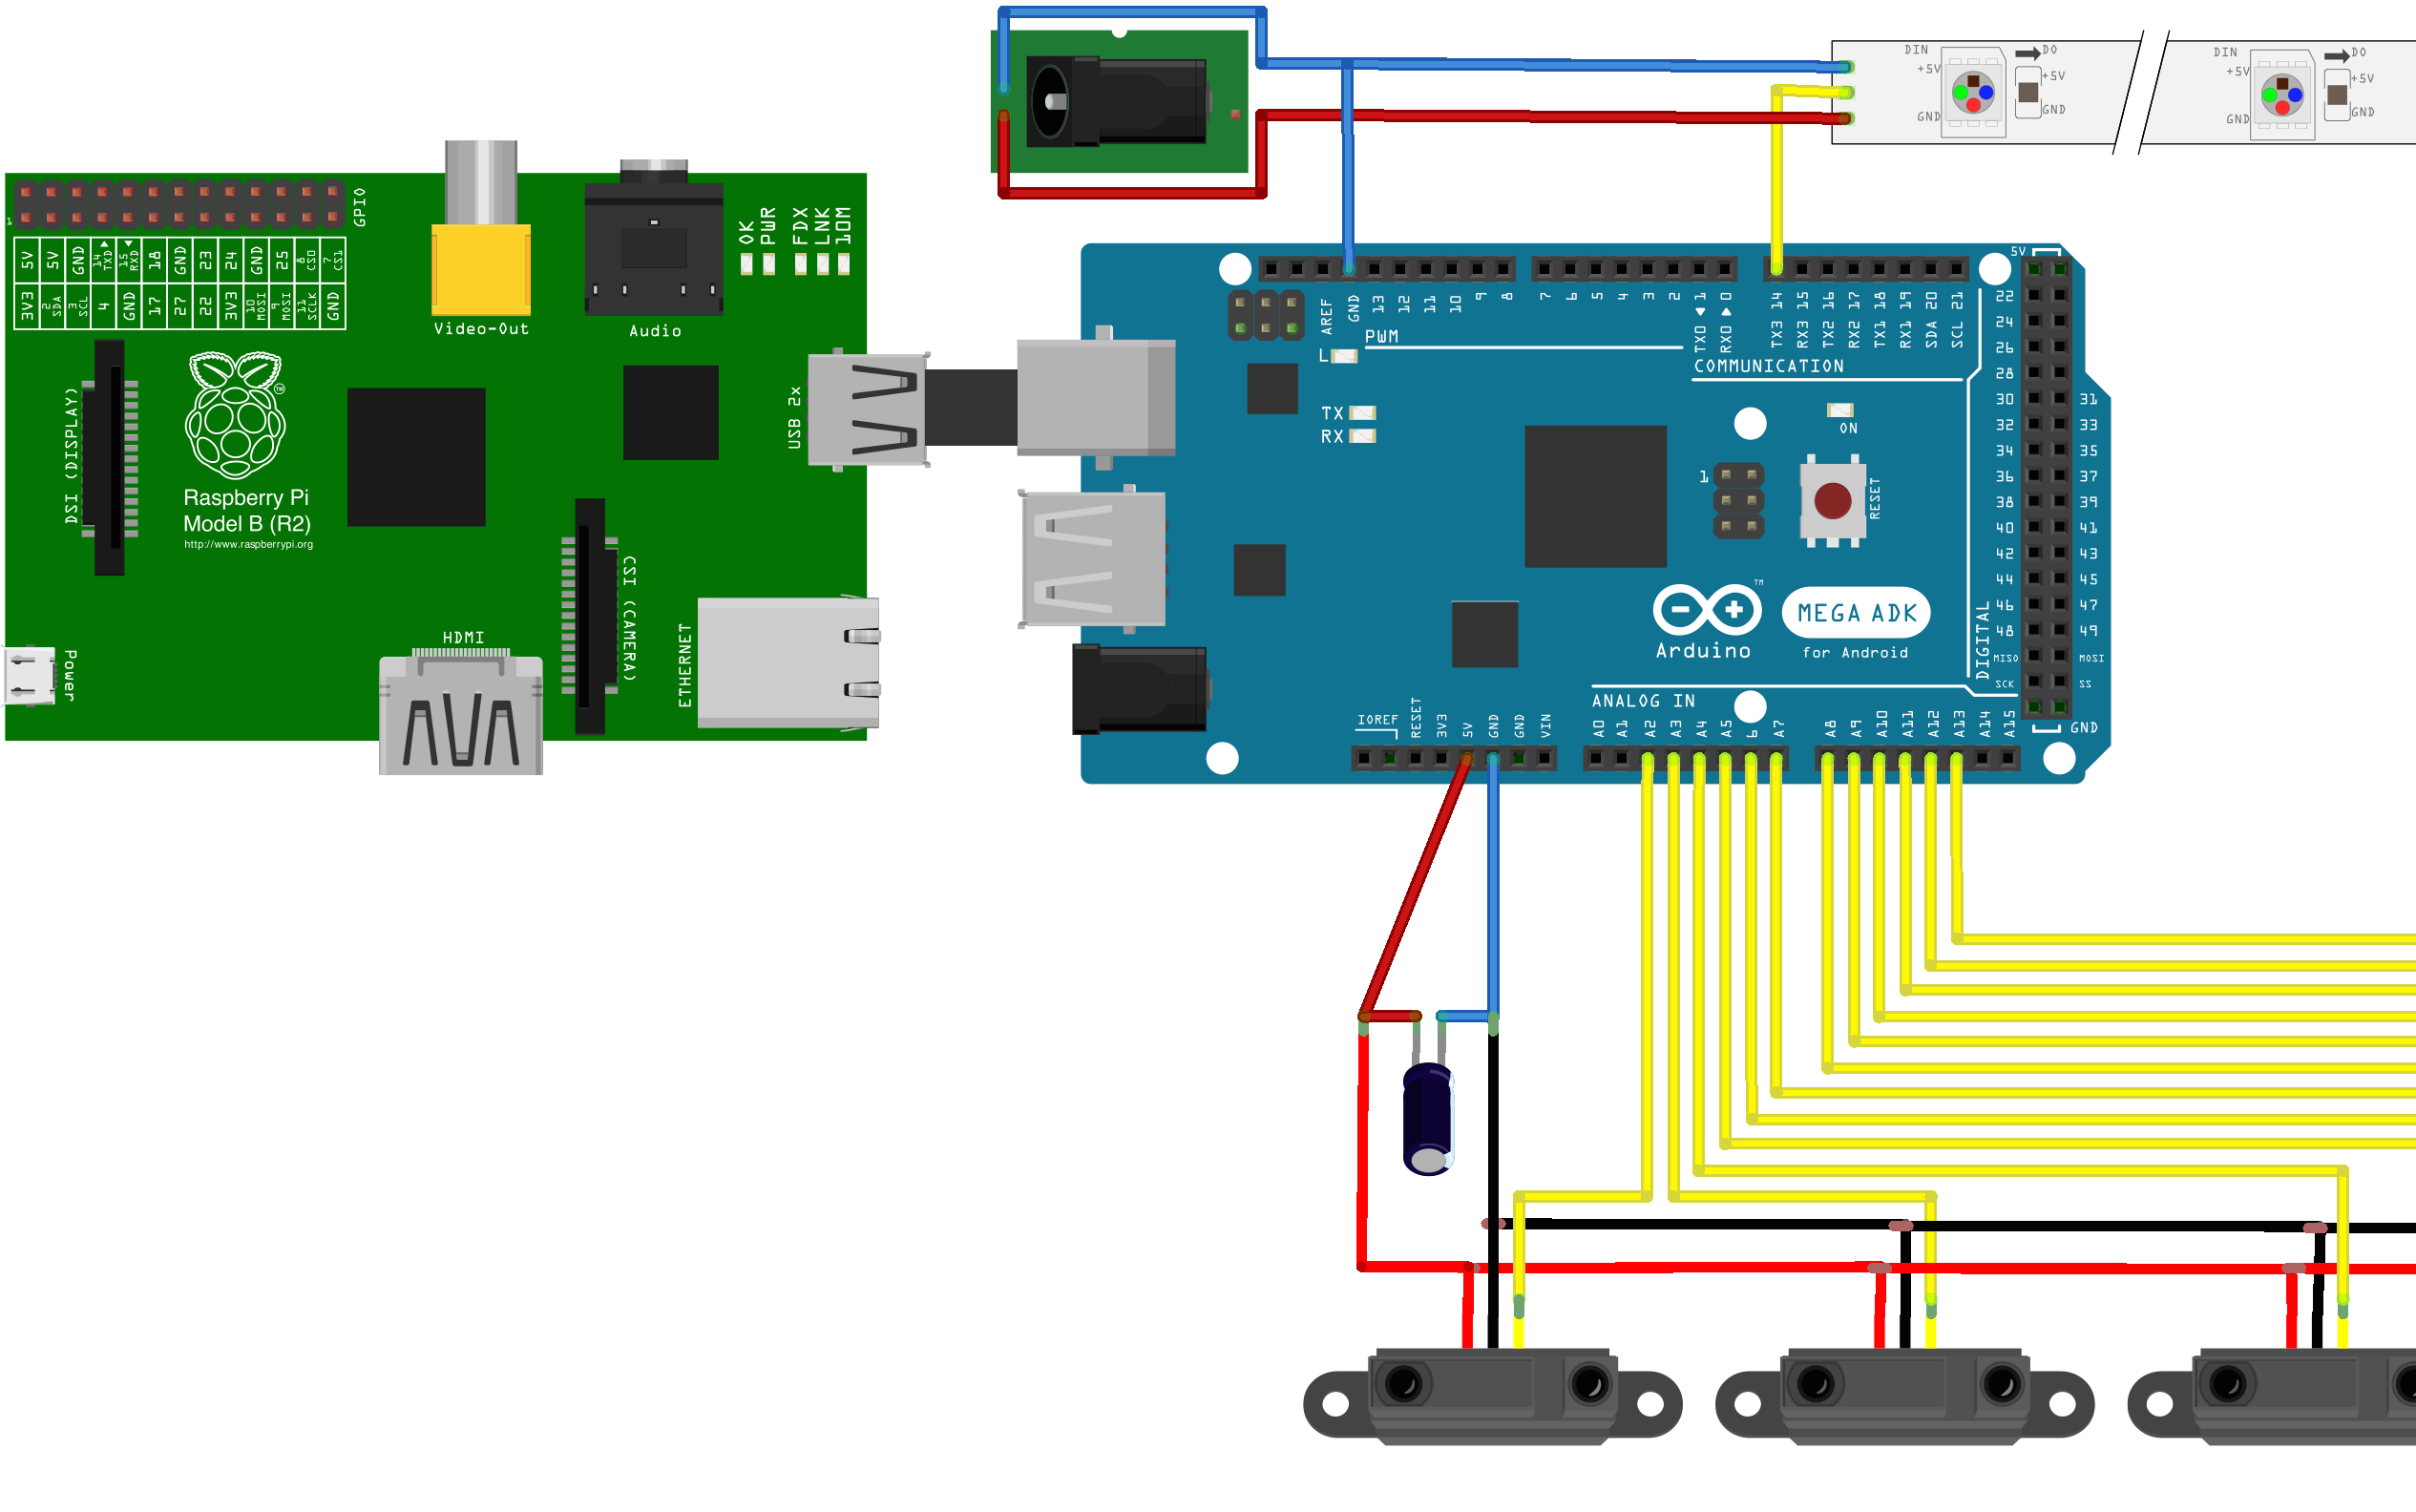 DIN
DO
+5V
+5V
GND
GND
DIN
DO
+5V
+5V
GND
GND
GPIO
1
5V 5V GND 14 TXD 15 RXD 18 GND 23 24 GND 25 8 CS0 7 CS1
3V3 2 SDA 3 SCL 4 GND 17 27 22 3V3 10 MOSI 9 MOSI 11 SCLK GND
Video-Out
Audio
OK
PWR
FDX
LNK
10M
USB 2x
DSI (DISPLAY)
TM
Raspberry Pi
Model B (R2)
http://www.raspberrypi.org
CSI (CAMERA)
HDMI
ETHERNET
Power
AREF GND 13 12 11 10 9 8
7 6 5 4 3 2 TX0 1 RX0 0
TX3 14 RX3 15 TX2 16 RX2 17 TX1 18 RX1 19 SDA 20 SCL 21
PWM
L
COMMUNICATION
TX
RX
ON
1
RESET
5V
22
24
26
28
30 31
32 33
34 35
36 37
38 39
40 41
42 43
44 45
46 47
48 49
MISO MOSI
SCK SS
GND
DIGITAL
TM
Arduino
MEGA ADK
for Android
ANALOG IN
IOREF RESET 3V3 5V GND GND VIN
A0 A1 A2 A3 A4 A5 6 A7
A8 A9 A10 A11 A12 A13 A14 A15